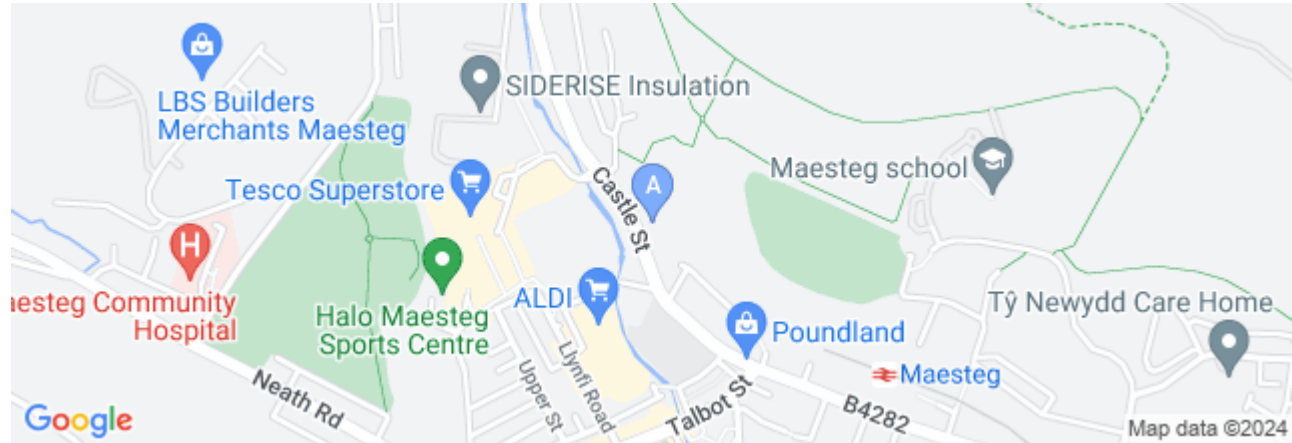 LBS Builders
Merchants Maesteg
SIDERISE Insulation
Tesco Superstore
Castle St
A
Maesteg school
H
aesteg Community
Hospital
Halo Maesteg
Sports Centre
ALDI
Poundland
Tŷ Newydd Care Home
Maesteg
Neath Rd
Upper St
Llynfi Road
Talbot St
B4282
Google
Map data ©2024